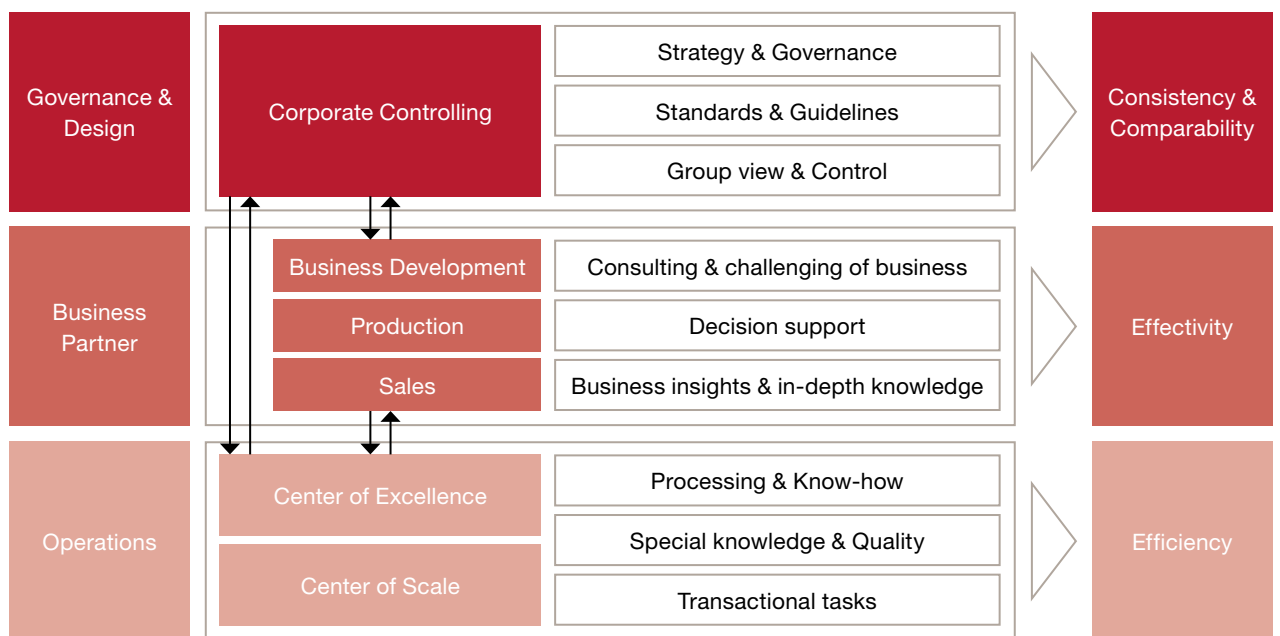 Governance &
Design
Corporate Controlling
Strategy & Governance
Standards & Guidelines
Group view & Control
Consistency &
Comparability
Business
Partner
Business Development
Production
Sales
Consulting & challenging of business
Decision support
Business insights & in-depth knowledge
Effectivity
Operations
Center of Excellence
Center of Scale
Processing & Know-how
Special knowledge & Quality
Transactional tasks
Efficiency